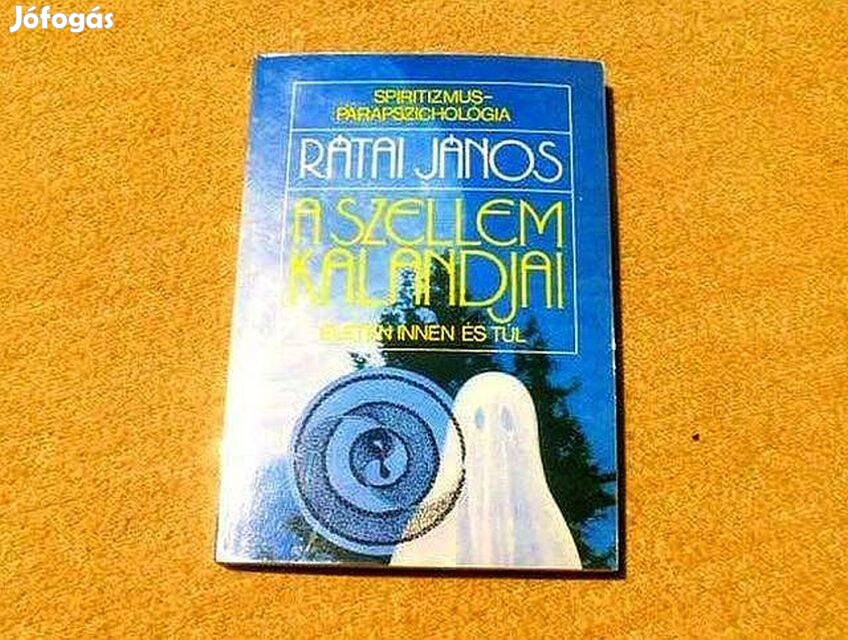 Jófogás
SPIRITIZMUS-
PARAPSZICHOLÓGIA
RÁTAI JÁNOS
A SZELLEM
KALANDJAI
ÉLETEN INNEN ÉS TÚL